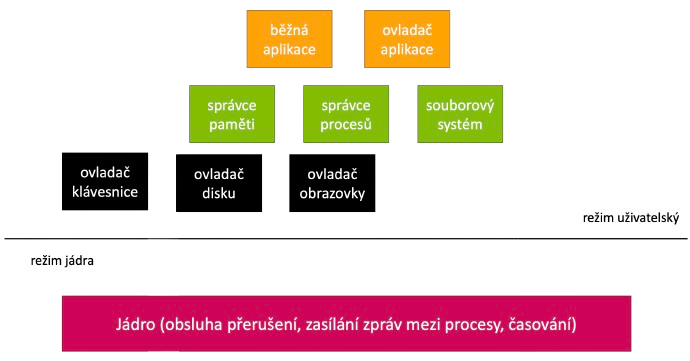 běžná
aplikace
ovladač
aplikace
správce
paměti
správce
procesů
souborový
systém
ovladač
klávesnice
ovladač
disku
ovladač
obrazovky
režim uživatelský
režim jádra
Jádro (obsluha přerušení, zasílání zpráv mezi procesy, časování)